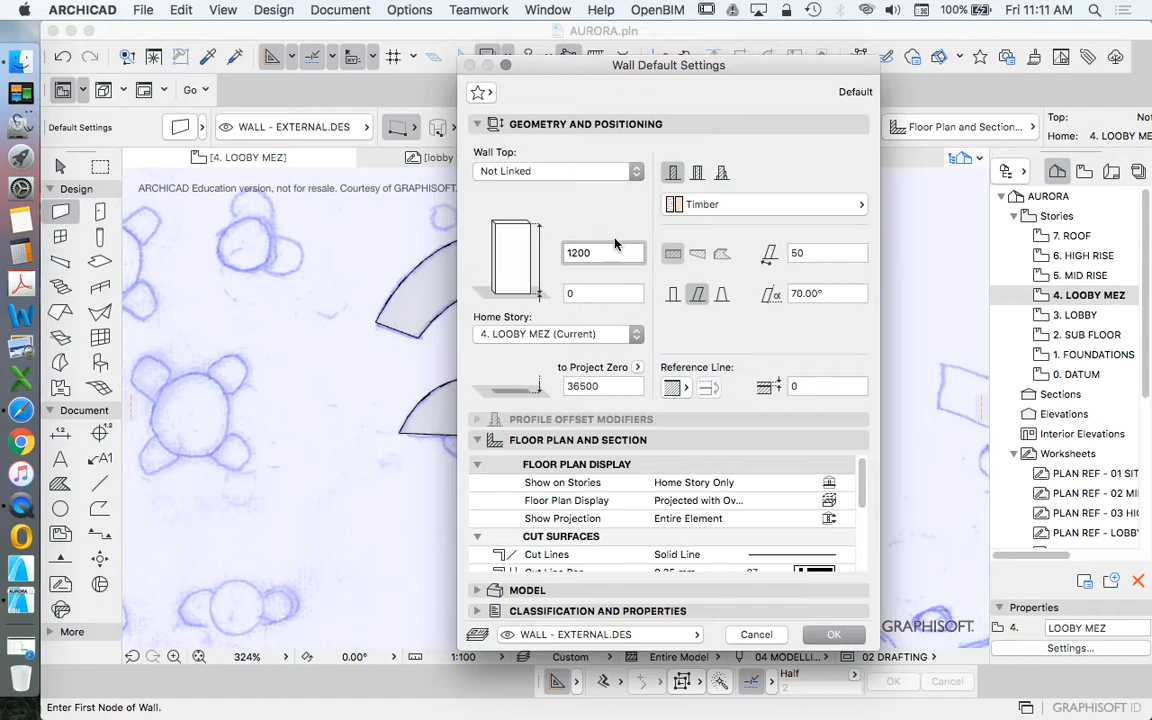 ARCHICAD File Edit View Design Document Options Teamwork Window OpenBIM 100% Fri 11:11 AM
AURORA.pln
Wall Default Settings
Default
Go
Default Settings
WALL - EXTERNAL.DES
Floor Plan and Section...
Top: Not
Home: 4. LOOBY MEZ
[4. LOOBY MEZ]
[lobby
ARCHICAD Education version, not for resale. Courtesy of GRAPHISOFT.
GEOMETRY AND POSITIONING
Wall Top:
Not Linked
Timber
1200
50
0
70.00°
Home Story:
4. LOOBY MEZ (Current)
to Project Zero
36500
Reference Line:
0
PROFILE OFFSET MODIFIERS
FLOOR PLAN AND SECTION
FLOOR PLAN DISPLAY
Show on Stories Home Story Only
Floor Plan Display Projected with Ov...
Show Projection Entire Element
CUT SURFACES
Cut Lines Solid Line
MODEL
CLASSIFICATION AND PROPERTIES
WALL - EXTERNAL.DES
Cancel
OK
Design
Document
More
AURORA
Stories
7. ROOF
6. HIGH RISE
5. MID RISE
4. LOOBY MEZ
3. LOBBY
2. SUB FLOOR
1. FOUNDATIONS
0. DATUM
Sections
Elevations
Interior Elevations
Worksheets
PLAN REF - 01 SIT
PLAN REF - 02 MI
PLAN REF - 03 HIG
PLAN REF - LOBBY
Properties
4. LOOBY MEZ
Settings...
GRAPHISOFT.
324% 0.00° 1:100 Custom Entire Model 04 MODELLI... 02 DRAFTING
Half
2
OK
Cancel
Enter First Node of Wall.
GRAPHISOFT ID